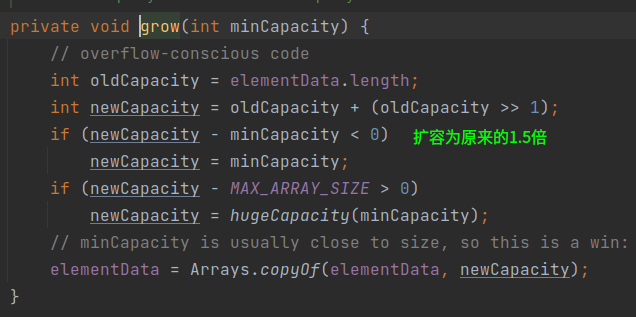 private void grow(int minCapacity) {
// overflow-conscious code
int oldCapacity = elementData.length;
int newCapacity = oldCapacity + (oldCapacity >> 1);
if (newCapacity - minCapacity < 0) 扩容为原来的1.5倍
newCapacity = minCapacity;
if (newCapacity - MAX_ARRAY_SIZE > 0)
newCapacity = hugeCapacity(minCapacity);
// minCapacity is usually close to size, so this is a win:
elementData = Arrays.copyOf(elementData, newCapacity);
}